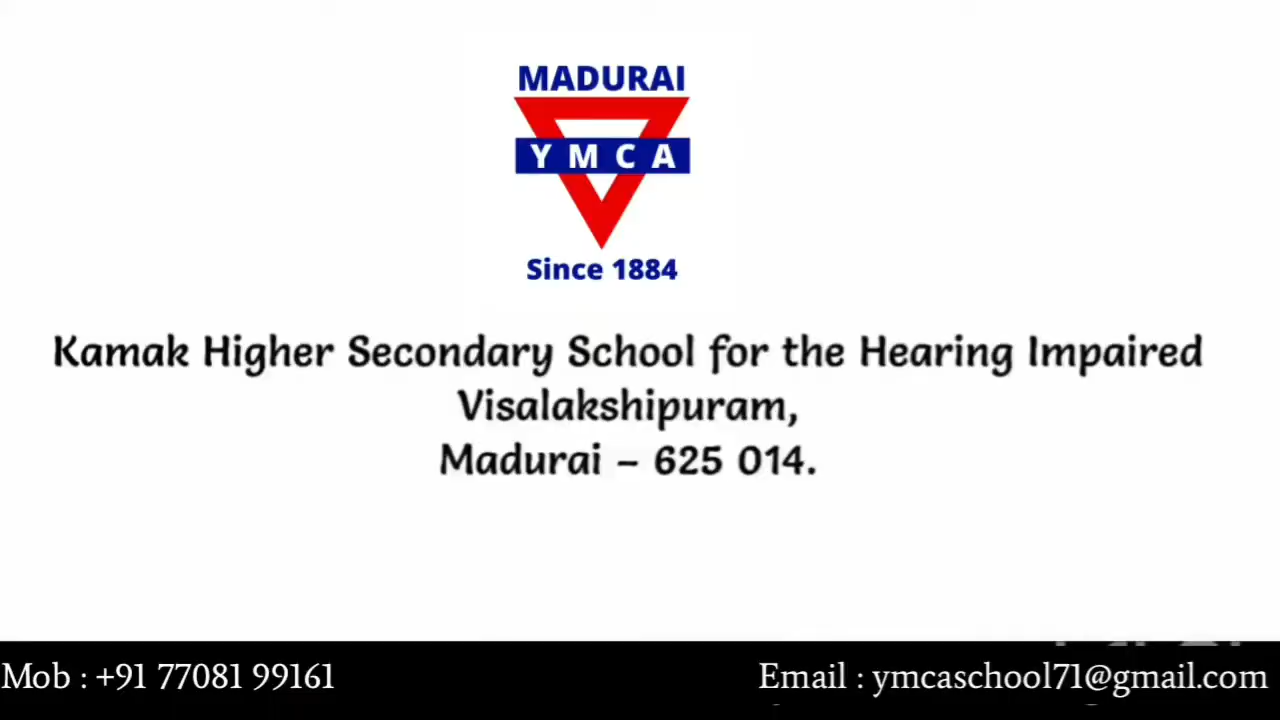 MADURAI
YMCA
Since 1884
Kamak Higher Secondary School for the Hearing Impaired
Visalakshipuram,
Madurai – 625 014.
Mob : +91 77081 99161
Email : ymcaschool71@gmail.com